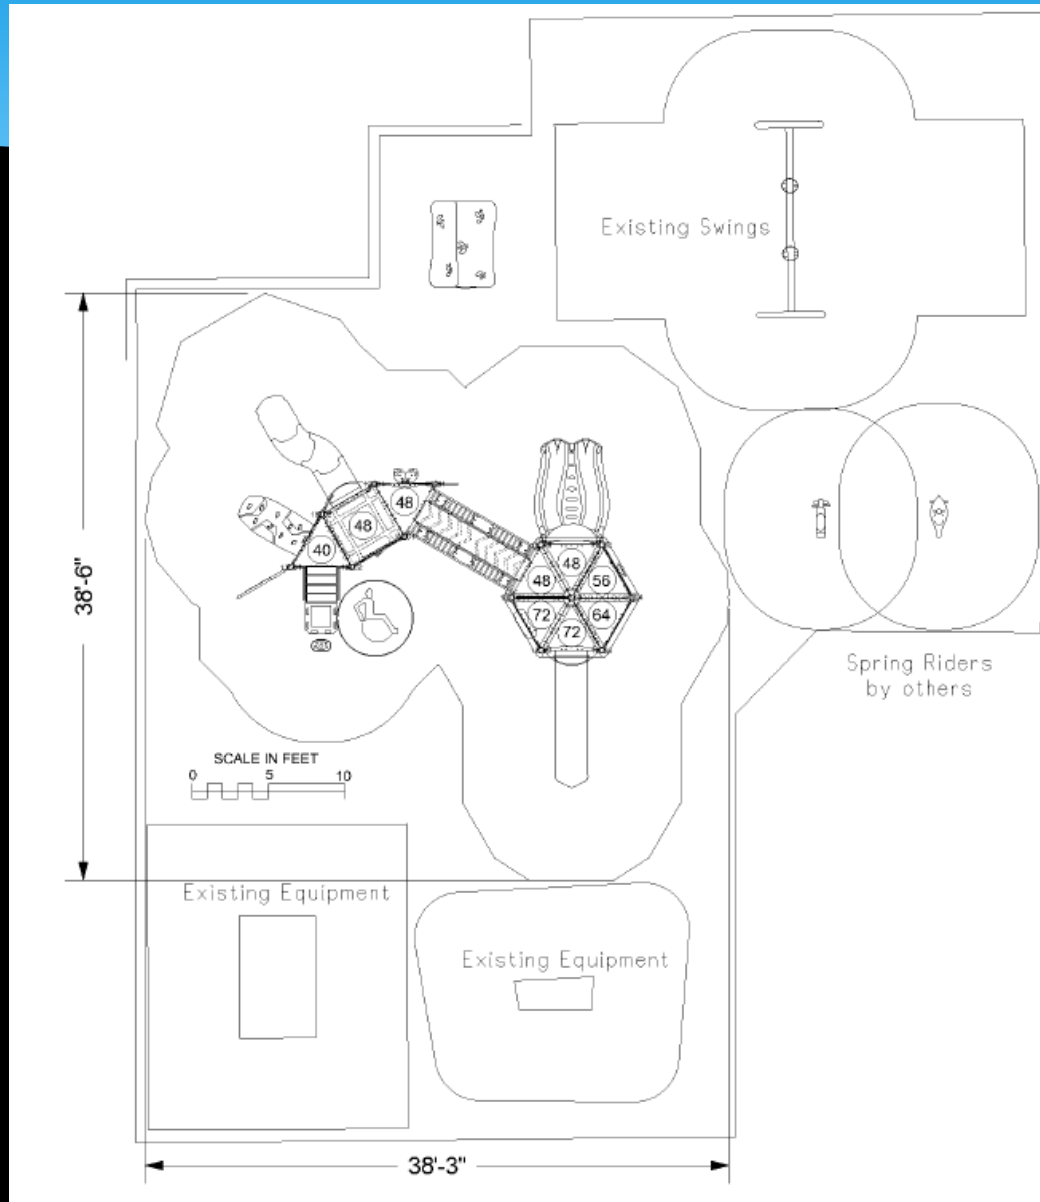 Existing Swings
48
48
40
48
48
56
72
64
72
38'-6"
Spring Riders
by others
SCALE IN FEET
0 5 10
Existing Equipment
Existing Equipment
38'-3"